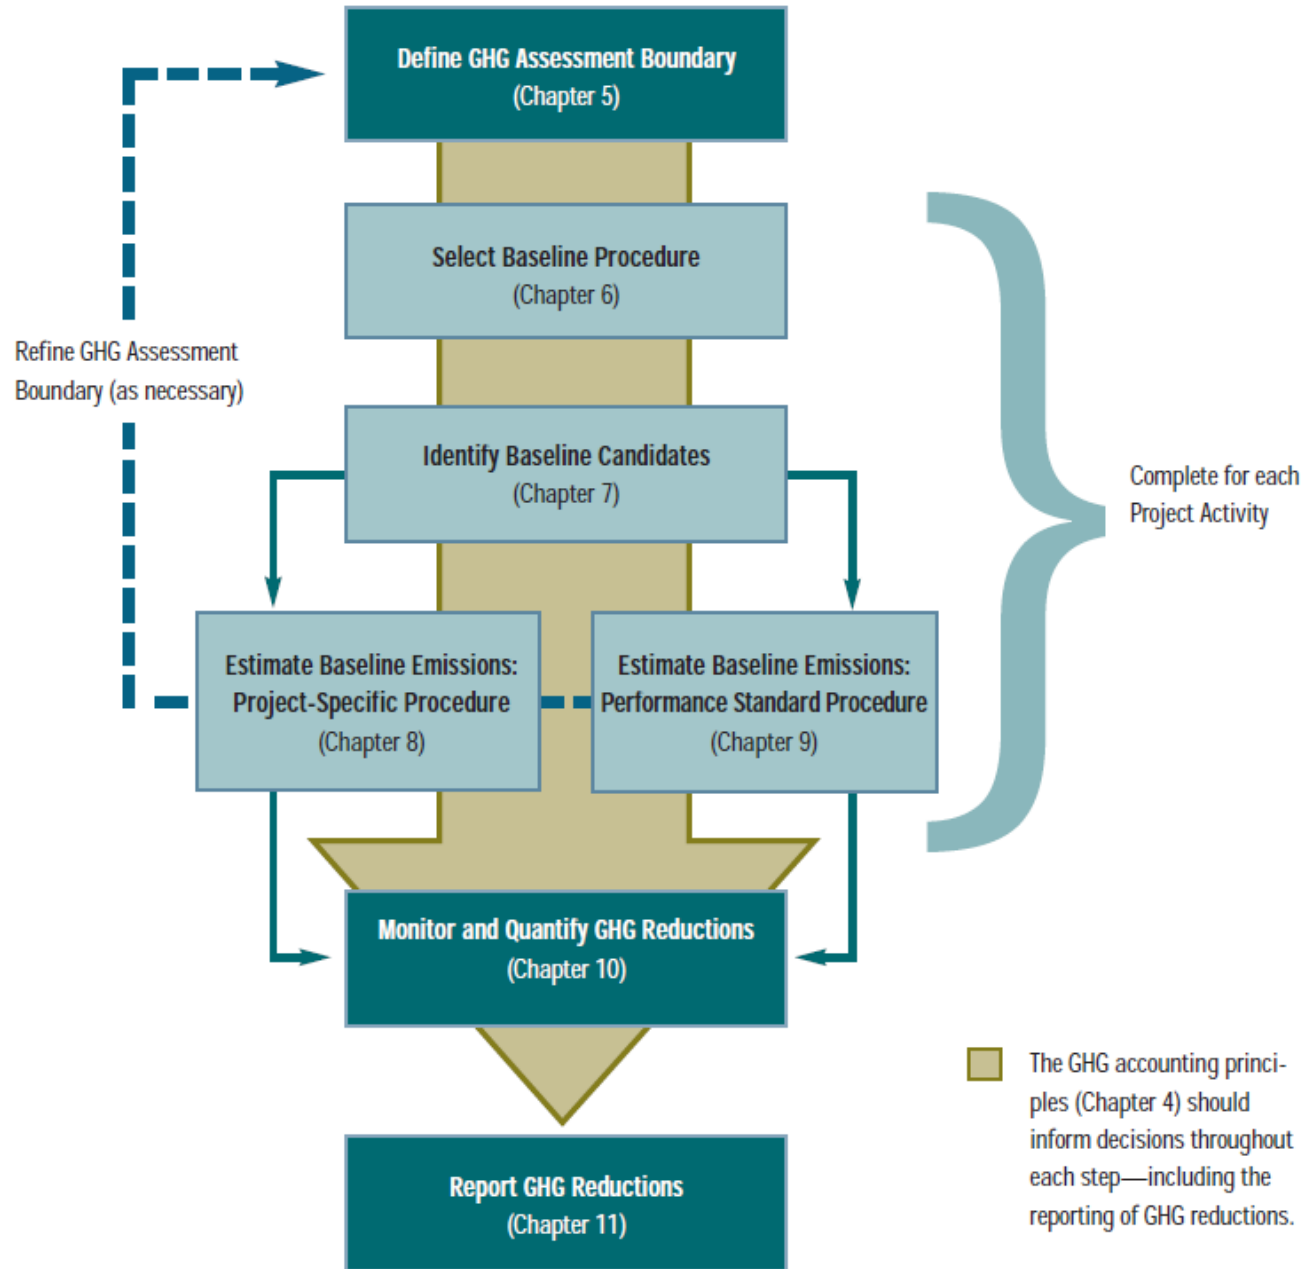 Define GHG Assessment Boundary
(Chapter 5)
Select Baseline Procedure
(Chapter 6)
Refine GHG Assessment
Boundary (as necessary)
Identify Baseline Candidates
(Chapter 7)
Complete for each
Project Activity
Estimate Baseline Emissions:
Project-Specific Procedure
(Chapter 8)
Estimate Baseline Emissions:
Performance Standard Procedure
(Chapter 9)
Monitor and Quantify GHG Reductions
(Chapter 10)
The GHG accounting princi-
ples (Chapter 4) should
inform decisions throughout
each step—including the
reporting of GHG reductions.
Report GHG Reductions
(Chapter 11)